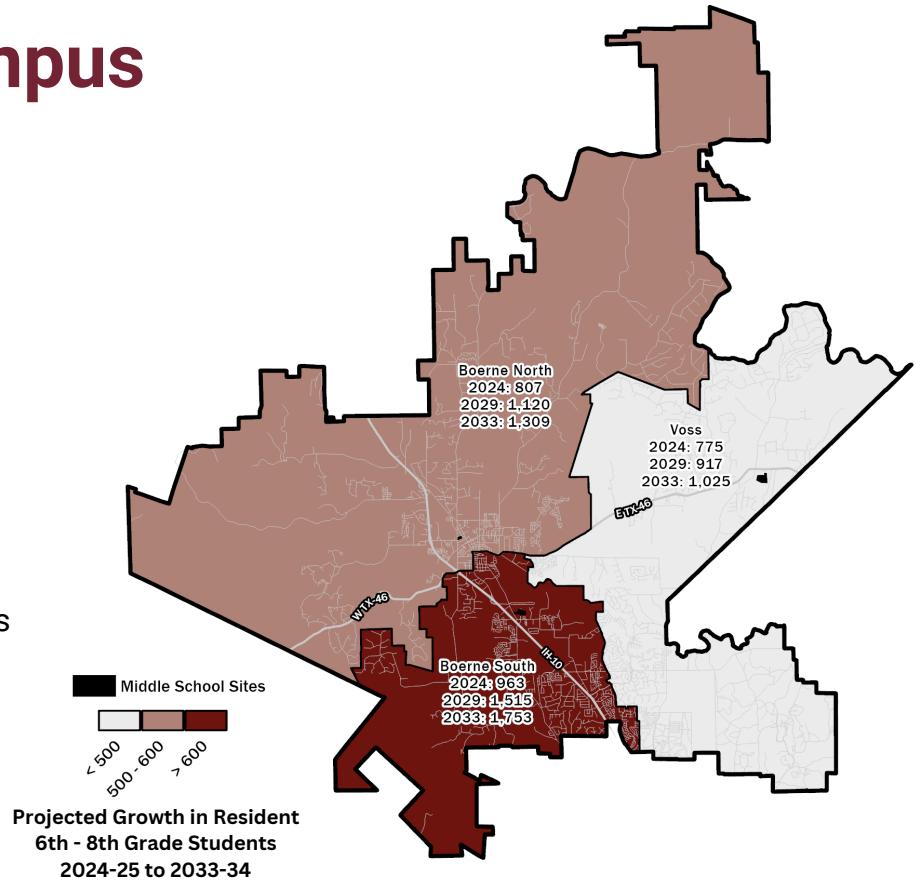 mpus
Boerne North
2024: 807
2029: 1,120
2033: 1,309
Voss
2024: 775
2029: 917
2033: 1,025
E TX-46
W TX-46
IH-10
Boerne South
2024: 963
2029: 1,515
2033: 1,753
s
Middle School Sites
< 500
500 - 600
> 600
Projected Growth in Resident
6th - 8th Grade Students
2024-25 to 2033-34